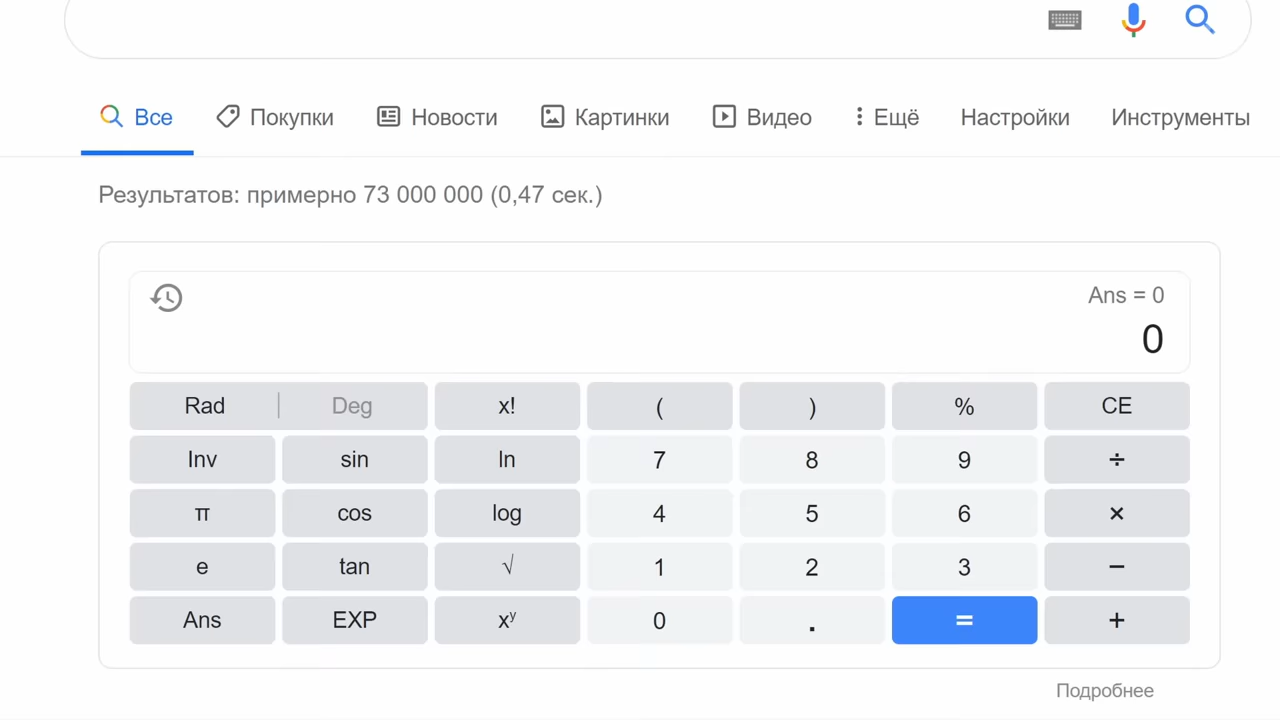 Все Покупки Новости Картинки Видео Ещё Настройки Инструменты
Результатов: примерно 73 000 000 (0,47 сек.)
Ans = 0
0
Rad Deg x! ( ) % CE
Inv sin ln 7 8 9 ÷
π cos log 4 5 6 ×
e tan √ 1 2 3 −
Ans EXP xʸ 0 . = +
Подробнее